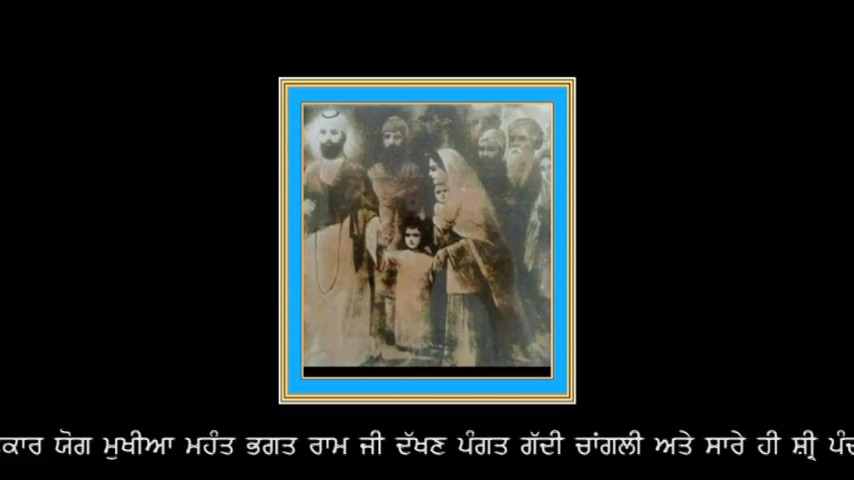 ਕਾਰ ਯੋਗ ਮੁਖੀਆ ਮਹੰਤ ਭਗਤ ਰਾਮ ਜੀ ਦੱਖਣ ਪੰਗਤ ਗੱਦੀ ਚਾਂਗਲੀ ਅਤੇ ਸਾਰੇ ਹੀ ਸ਼੍ਰੀ